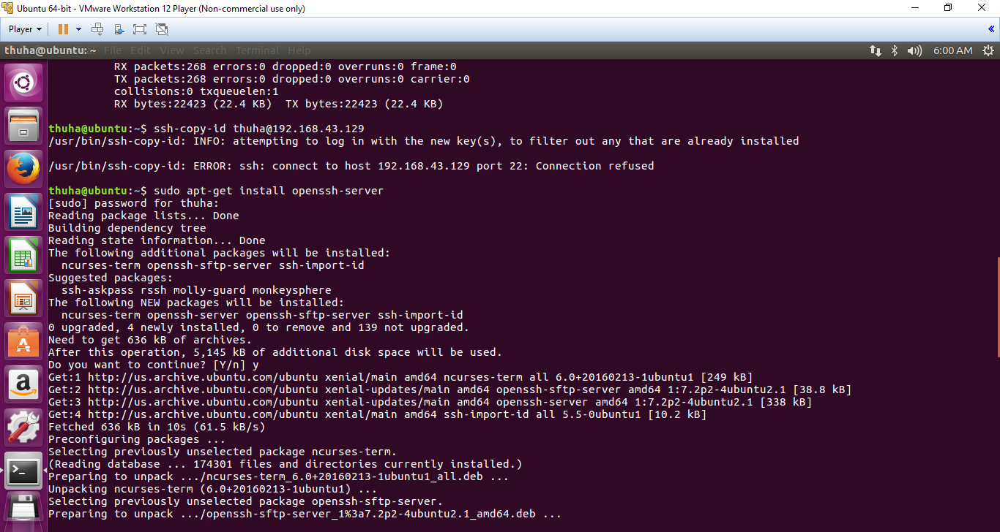 Ubuntu 64-bit - VMware Workstation 12 Player (Non-commercial use only)
Player
thuha@ubuntu: ~ File Edit View Search Terminal Help
6:00 AM
RX packets:268 errors:0 dropped:0 overruns:0 frame:0
TX packets:268 errors:0 dropped:0 overruns:0 carrier:0
collisions:0 txqueuelen:1
RX bytes:22423 (22.4 KB)  TX bytes:22423 (22.4 KB)
thuha@ubuntu:~$ ssh-copy-id thuha@192.168.43.129
/usr/bin/ssh-copy-id: INFO: attempting to log in with the new key(s), to filter out any that are already installed
/usr/bin/ssh-copy-id: ERROR: ssh: connect to host 192.168.43.129 port 22: Connection refused
thuha@ubuntu:~$ sudo apt-get install openssh-server
[sudo] password for thuha:
Reading package lists... Done
Building dependency tree
Reading state information... Done
The following additional packages will be installed:
ncurses-term openssh-sftp-server ssh-import-id
Suggested packages:
ssh-askpass rssh molly-guard monkeysphere
The following NEW packages will be installed:
ncurses-term openssh-server openssh-sftp-server ssh-import-id
0 upgraded, 4 newly installed, 0 to remove and 139 not upgraded.
Need to get 636 kB of archives.
After this operation, 5,145 kB of additional disk space will be used.
Do you want to continue? [Y/n] y
Get:1 http://us.archive.ubuntu.com/ubuntu xenial/main amd64 ncurses-term all 6.0+20160213-1ubuntu1 [249 kB]
Get:2 http://us.archive.ubuntu.com/ubuntu xenial-updates/main amd64 openssh-sftp-server amd64 1:7.2p2-4ubuntu2.1 [38.8 kB]
Get:3 http://us.archive.ubuntu.com/ubuntu xenial-updates/main amd64 openssh-server amd64 1:7.2p2-4ubuntu2.1 [338 kB]
Get:4 http://us.archive.ubuntu.com/ubuntu xenial/main amd64 ssh-import-id all 5.5-0ubuntu1 [10.2 kB]
Fetched 636 kB in 10s (61.5 kB/s)
Preconfiguring packages ...
Selecting previously unselected package ncurses-term.
(Reading database ... 174301 files and directories currently installed.)
Preparing to unpack .../ncurses-term_6.0+20160213-1ubuntu1_all.deb ...
Unpacking ncurses-term (6.0+20160213-1ubuntu1) ...
Selecting previously unselected package openssh-sftp-server.
Preparing to unpack .../openssh-sftp-server_1%3a7.2p2-4ubuntu2.1_amd64.deb ...